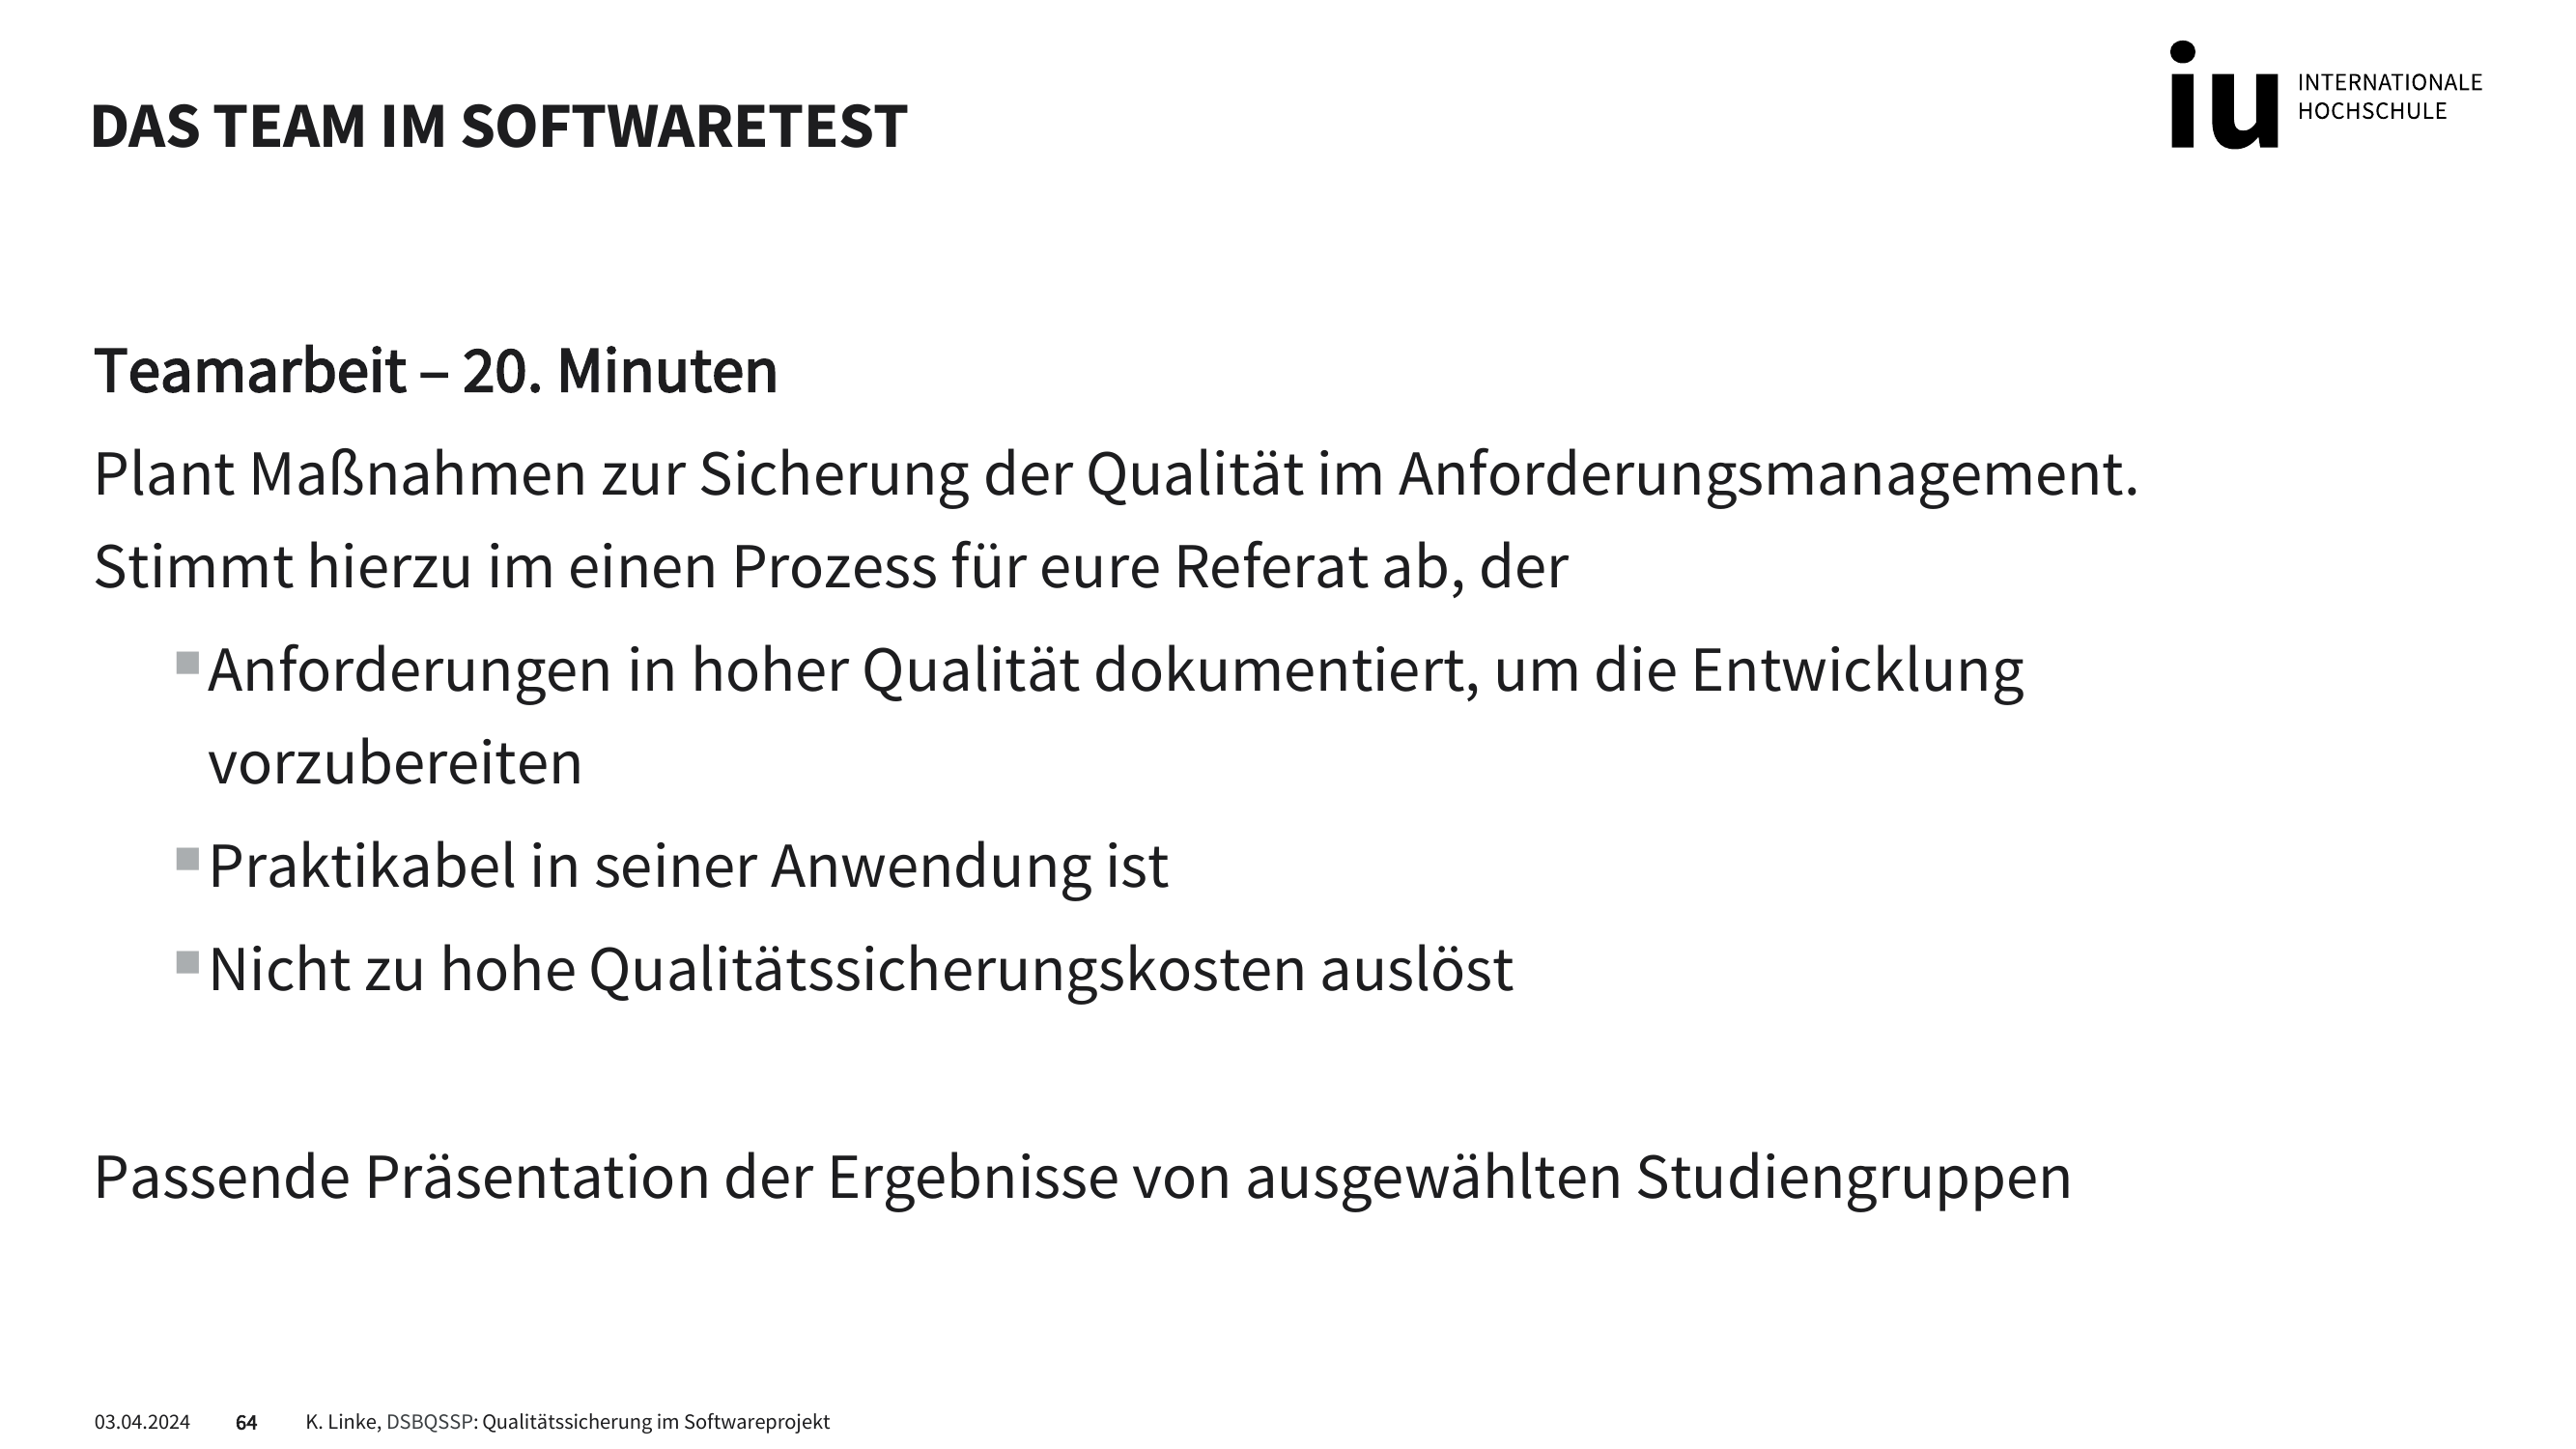 DAS TEAM IM SOFTWARETEST
iu INTERNATIONALE
HOCHSCHULE
Teamarbeit – 20. Minuten
Plant Maßnahmen zur Sicherung der Qualität im Anforderungsmanagement.
Stimmt hierzu im einen Prozess für eure Referat ab, der
Anforderungen in hoher Qualität dokumentiert, um die Entwicklung
vorzubereiten
Praktikabel in seiner Anwendung ist
Nicht zu hohe Qualitätssicherungskosten auslöst
Passende Präsentation der Ergebnisse von ausgewählten Studiengruppen
03.04.2024 64 K. Linke, DSBQSSP: Qualitätssicherung im Softwareprojekt